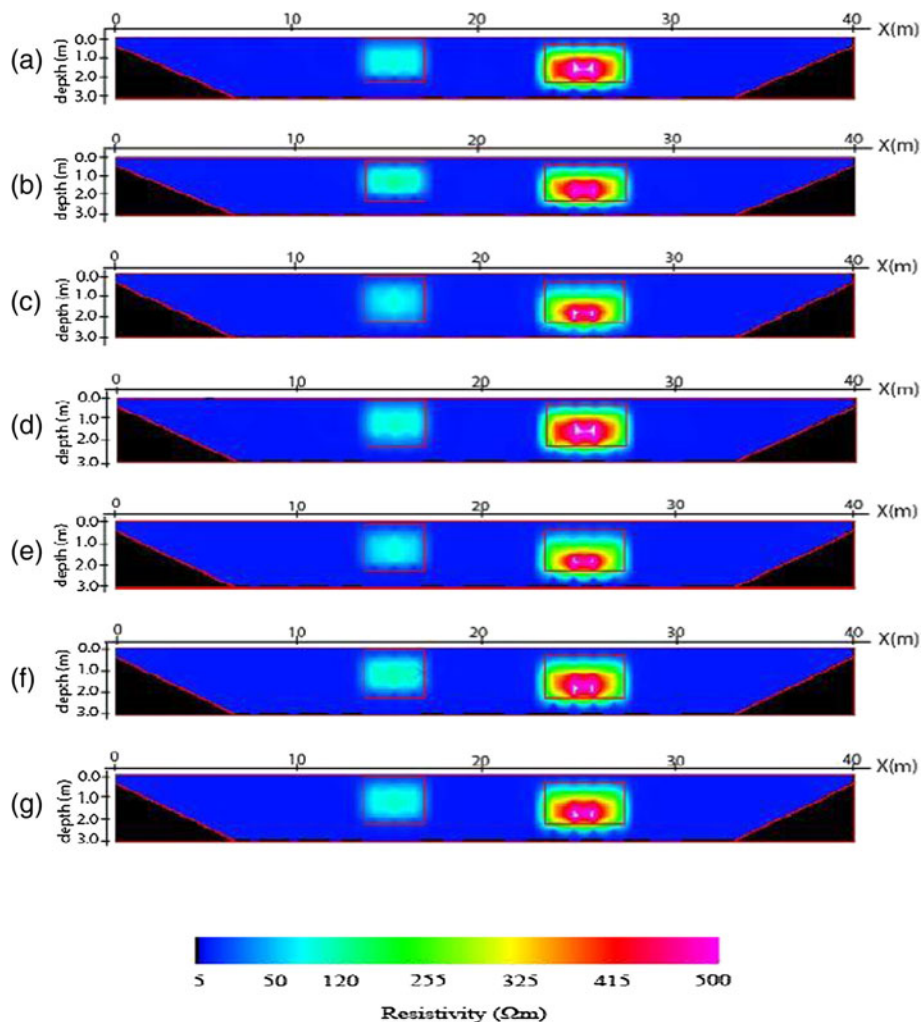 0 10 20 30 40 X(m)
(a) depth (m) 0.0 1.0 2.0 3.0
0 10 20 30 40 X(m)
(b) depth (m) 0.0 1.0 2.0 3.0
0 10 20 30 40 X(m)
(c) depth (m) 0.0 1.0 2.0 3.0
0 10 20 30 40 X(m)
(d) depth (m) 0.0 1.0 2.0 3.0
0 10 20 30 40 X(m)
(e) depth (m) 0.0 1.0 2.0 3.0
0 10 20 30 40 X(m)
(f) depth (m) 0.0 1.0 2.0 3.0
0 10 20 30 40 X(m)
(g) depth (m) 0.0 1.0 2.0 3.0
5 50 120 255 325 415 500
Resistivity (Ωm)